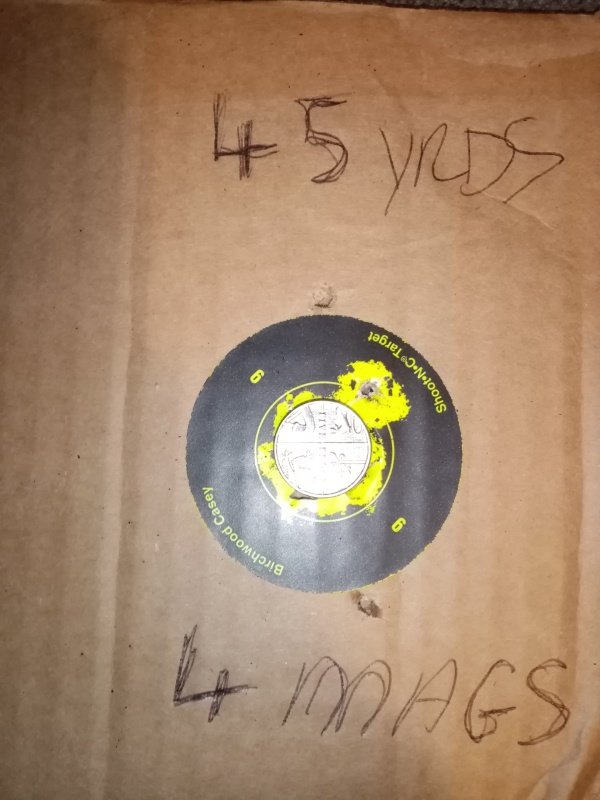 45 YRDS
Shoot•N•C® Target
9
9
Birchwood Casey
4 MAGS